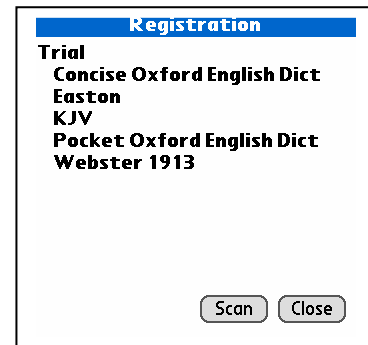 Registration
Trial
Concise Oxford English Dict
Easton
KJV
Pocket Oxford English Dict
Webster 1913
Scan Close